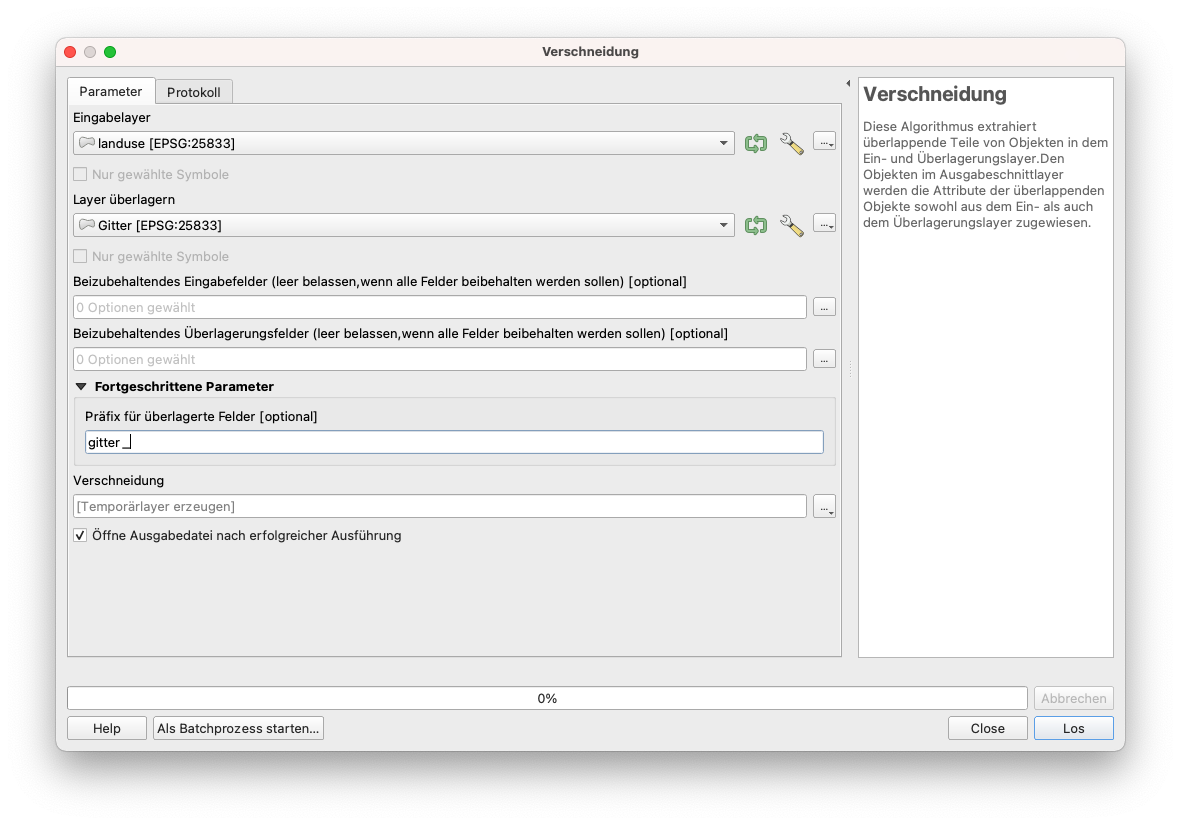 Verschneidung
Parameter
Protokoll
Eingabelayer
landuse [EPSG:25833]
...
Nur gewählte Symbole
Layer überlagern
Gitter [EPSG:25833]
...
Nur gewählte Symbole
Beizubehaltendes Eingabefelder (leer belassen,wenn alle Felder beibehalten werden sollen) [optional]
0 Optionen gewählt
...
Beizubehaltendes Überlagerungsfelder (leer belassen,wenn alle Felder beibehalten werden sollen) [optional]
0 Optionen gewählt
...
Fortgeschrittene Parameter
Präfix für überlagerte Felder [optional]
gitter_
Verschneidung
[Temporärlayer erzeugen]
...
Öffne Ausgabedatei nach erfolgreicher Ausführung
Verschneidung
Diese Algorithmus extrahiert
überlappende Teile von Objekten in dem
Ein- und Überlagerungslayer.Den
Objekten im Ausgabeschnittlayer
werden die Attribute der überlappenden
Objekte sowohl aus dem Ein- als auch
dem Überlagerungslayer zugewiesen.
0%
Abbrechen
Help
Als Batchprozess starten...
Close
Los